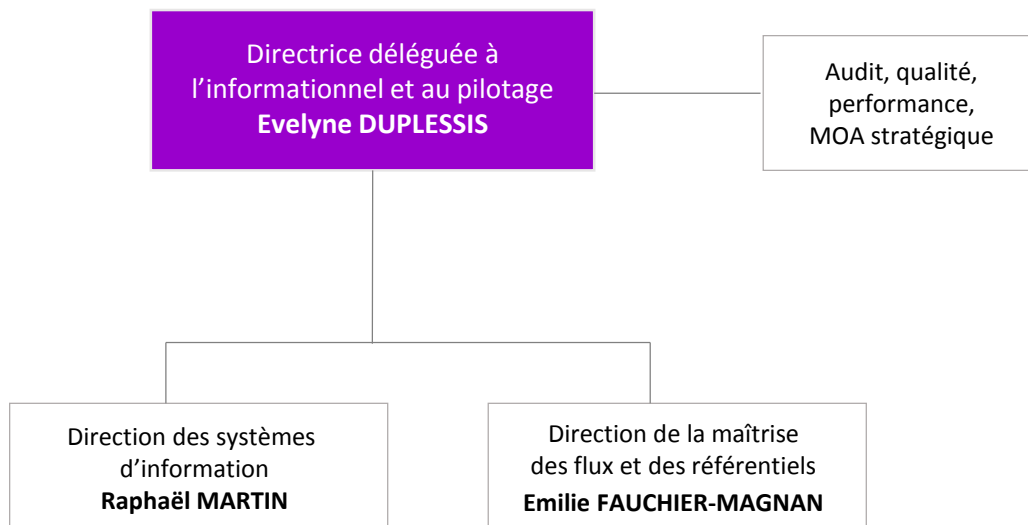 Directrice déléguée à
l’informationnel et au pilotage
Evelyne DUPLESSIS
Audit, qualité,
performance,
MOA stratégique
Direction des systèmes
d’information
Raphaël MARTIN
Direction de la maîtrise
des flux et des référentiels
Emilie FAUCHIER-MAGNAN